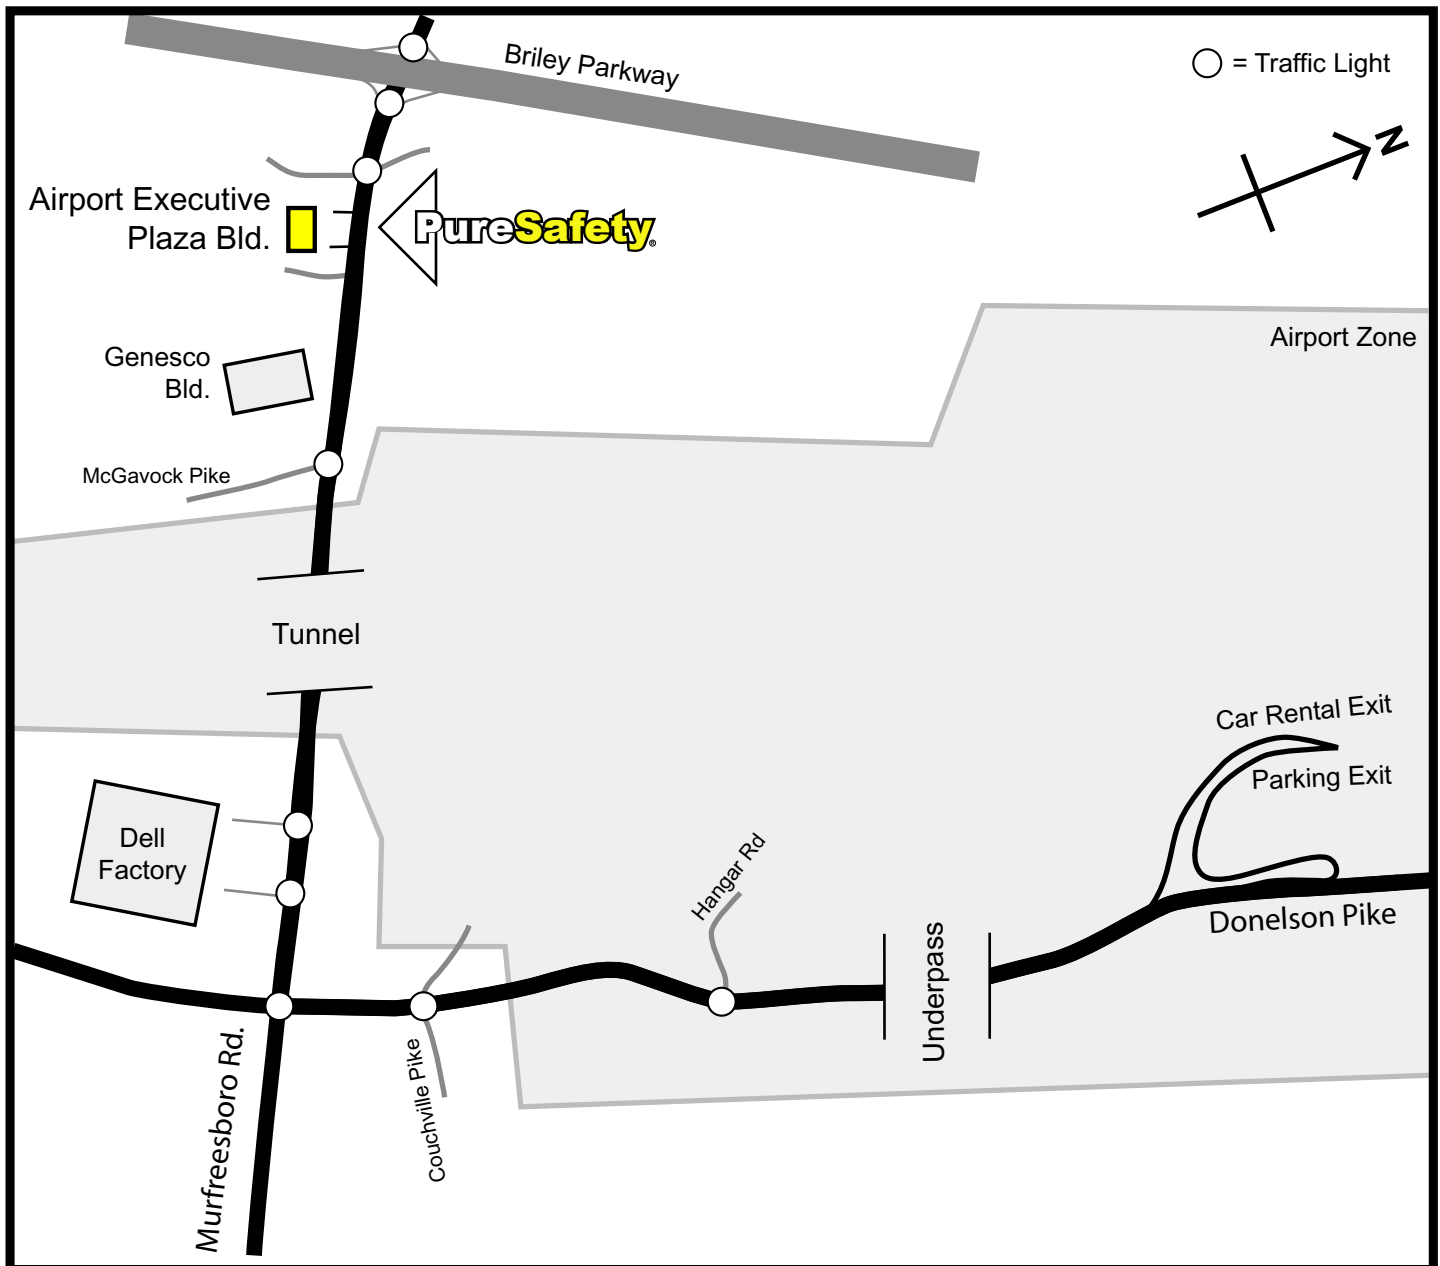 Briley Parkway
= Traffic Light
N
Airport Executive
Plaza Bld.
PureSafety®
Genesco
Bld.
Airport Zone
McGavock Pike
Tunnel
Car Rental Exit
Parking Exit
Dell
Factory
Hangar Rd
Donelson Pike
Underpass
Murfreesboro Rd.
Couchville Pike